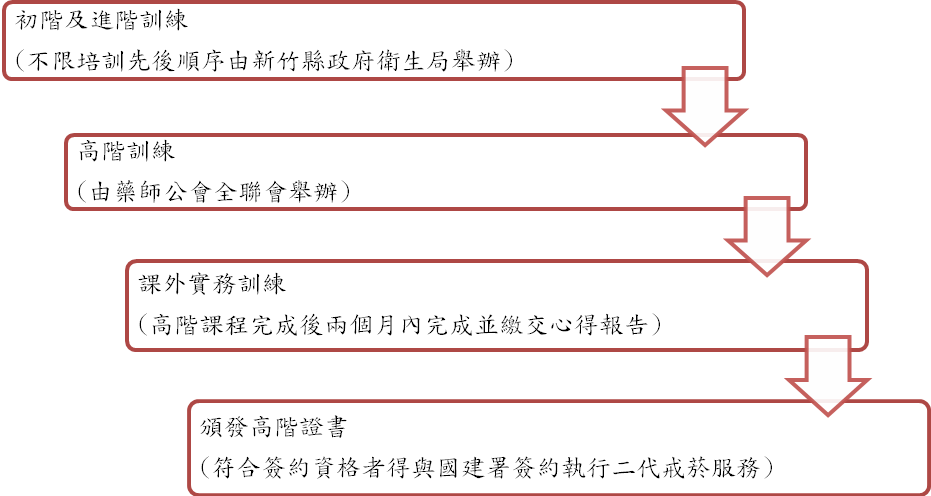 初階及進階訓練
(不限培訓先後順序由新竹縣政府衛生局舉辦)
高階訓練
(由藥師公會全聯會舉辦)
課外實務訓練
(高階課程完成後兩個月內完成並繳交心得報告)
頒發高階證書
(符合簽約資格者得與國建署簽約執行二代戒菸服務)